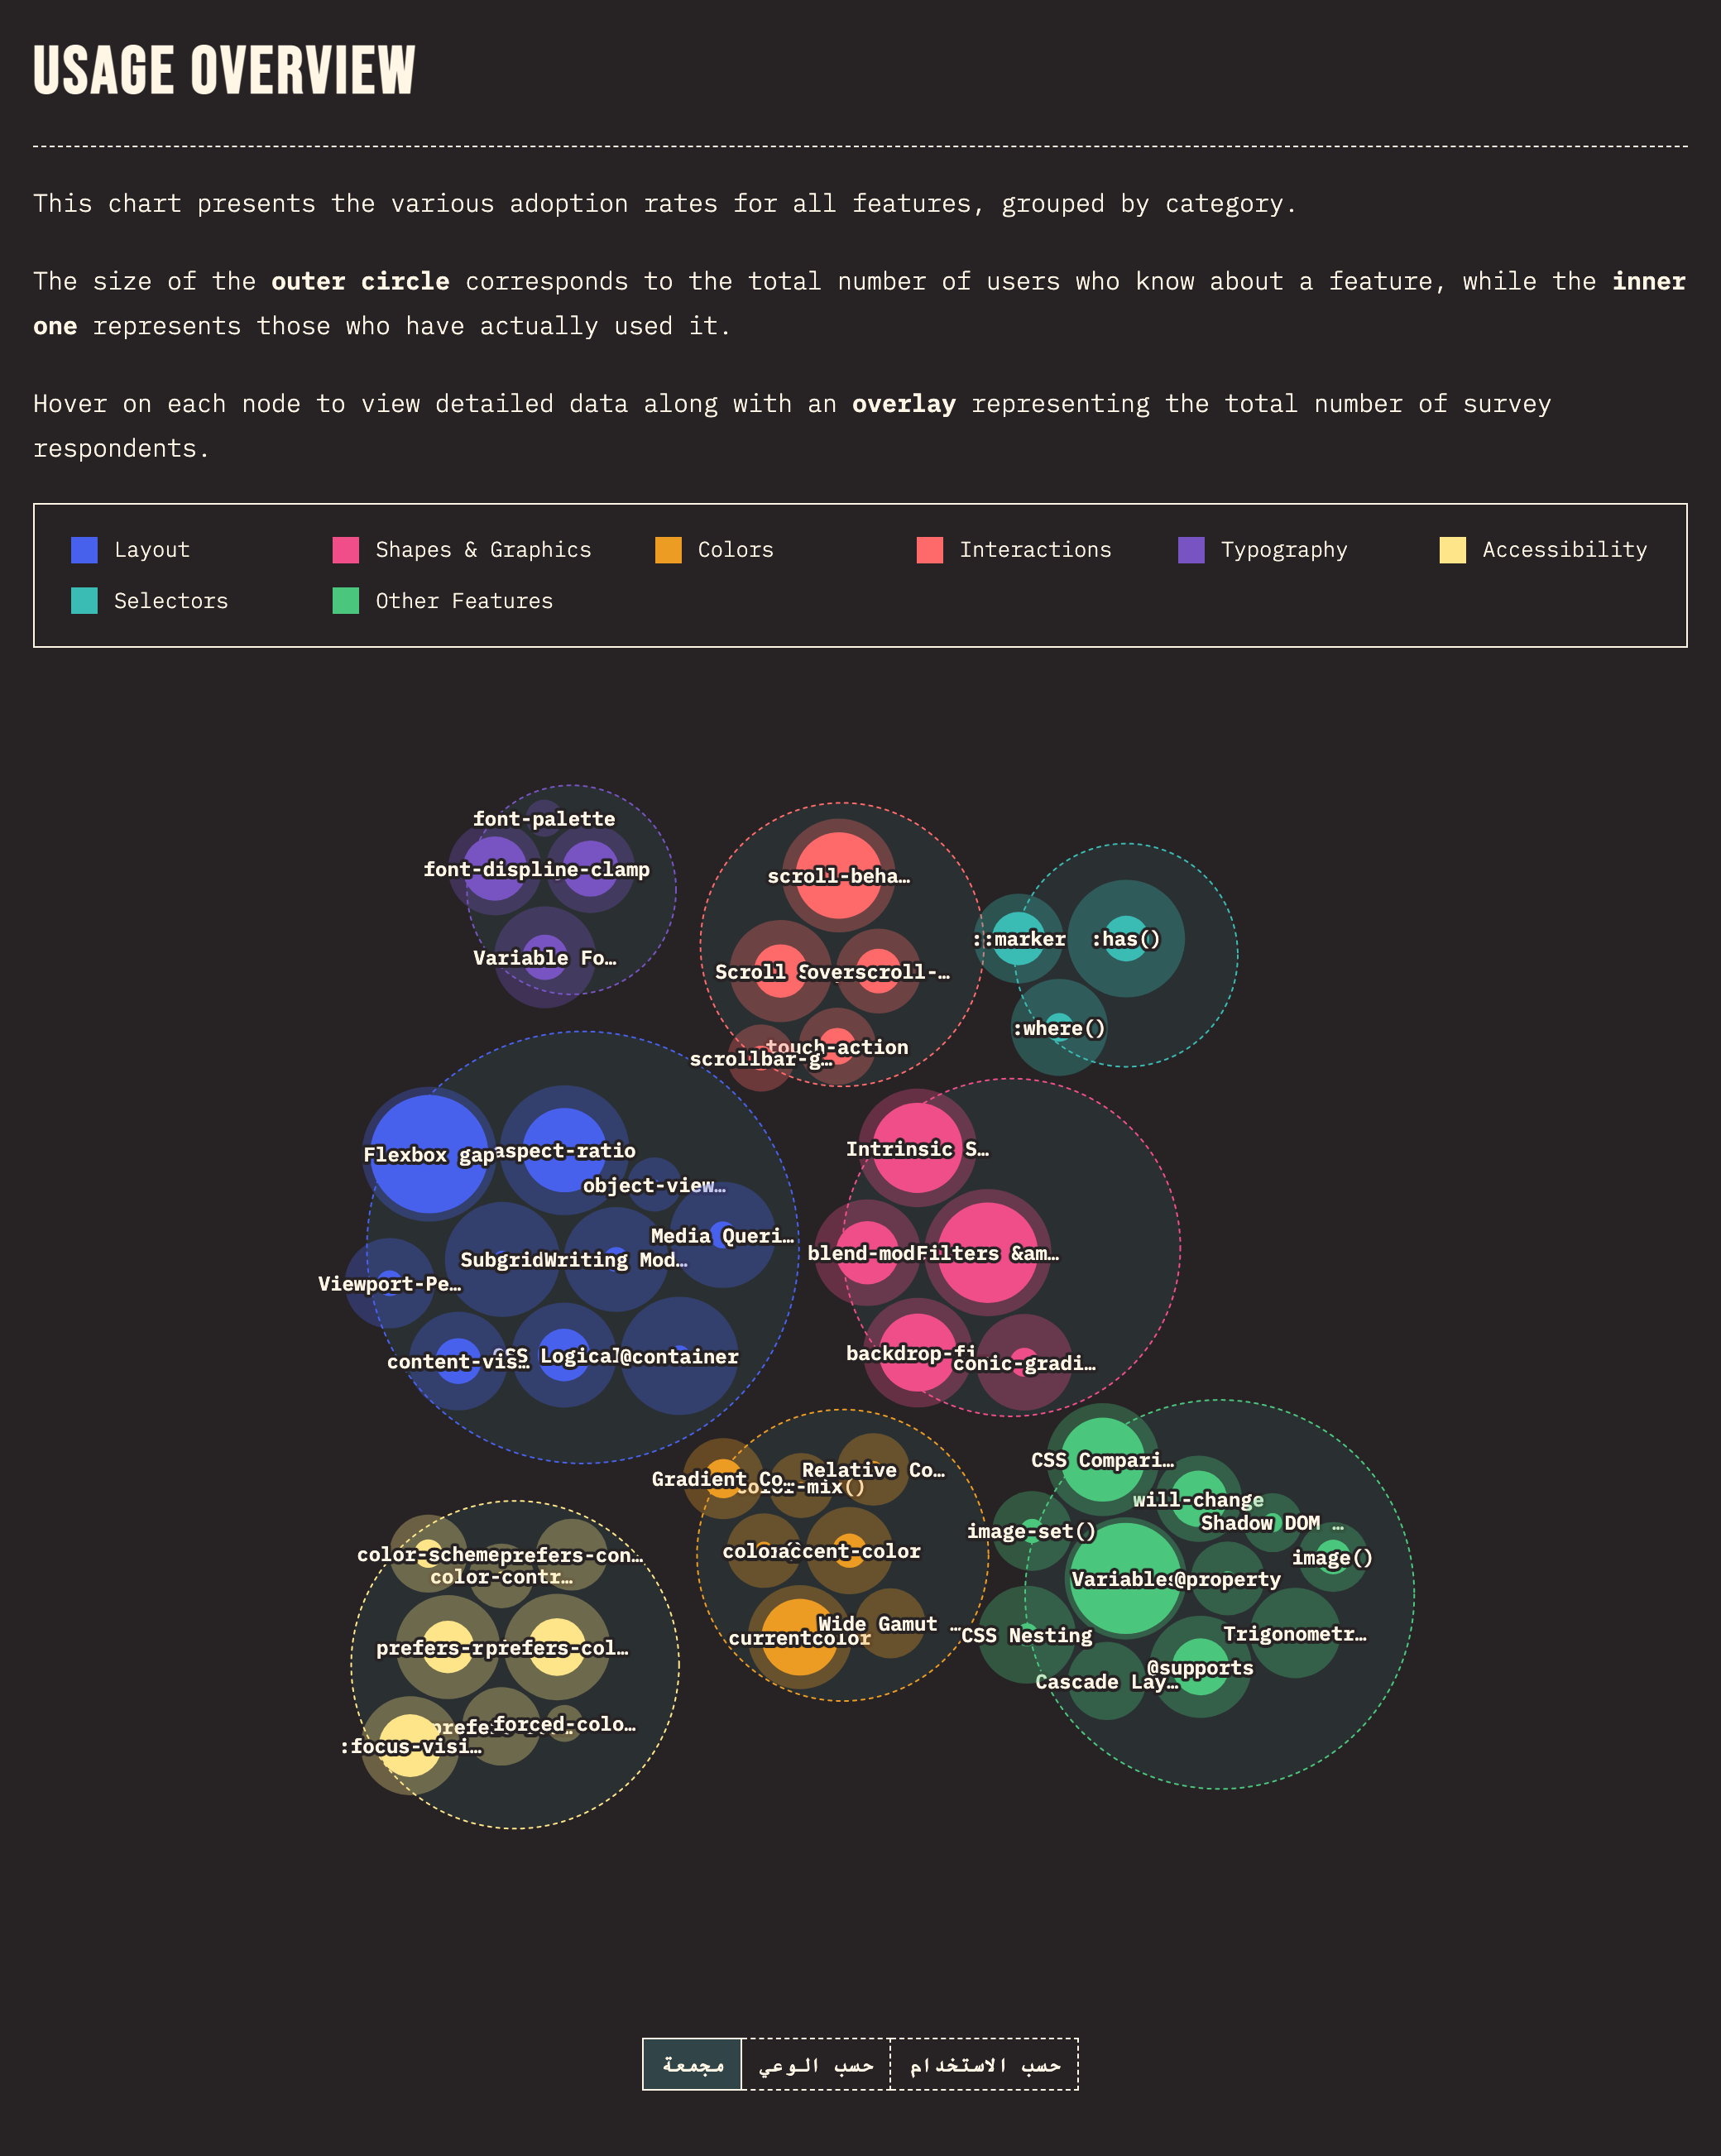 USAGE OVERVIEW
This chart presents the various adoption rates for all features, grouped by category.
The size of the outer circle corresponds to the total number of users who know about a feature, while the inner
one represents those who have actually used it.
Hover on each node to view detailed data along with an overlay representing the total number of survey
respondents.
Layout
Shapes & Graphics
Colors
Interactions
Typography
Accessibility
Selectors
Other Features
font-palette
line-clamp
Variable Fo…
scroll-beha…
Scroll S
overscroll-…
touch-action
scrollbar-g…
::marker
:has()
:where()
Flexbox gap
aspect-ratio
object-view…
Media Queri…
Subgrid
Writing Mod…
Viewport-Pe…
content-vis…
CSS Logical
@container
Intrinsic S…
blend-mod
Filters &am…
backdrop-fi
conic-gradi…
Gradient Co…
color-mix()
Relative Co…
accent-color
currentcolor
Wide Gamut …
CSS Compari…
will-change
Shadow DOM …
image-set()
image()
Variables
@property
CSS Nesting
Trigonometr…
@supports
Cascade Lay…
color-scheme
prefers-con…
color-contr…
prefers-r
prefers-col…
forced-colo…
:focus-visi…
مجمعة
حسب الوعي
حسب الاستخدام